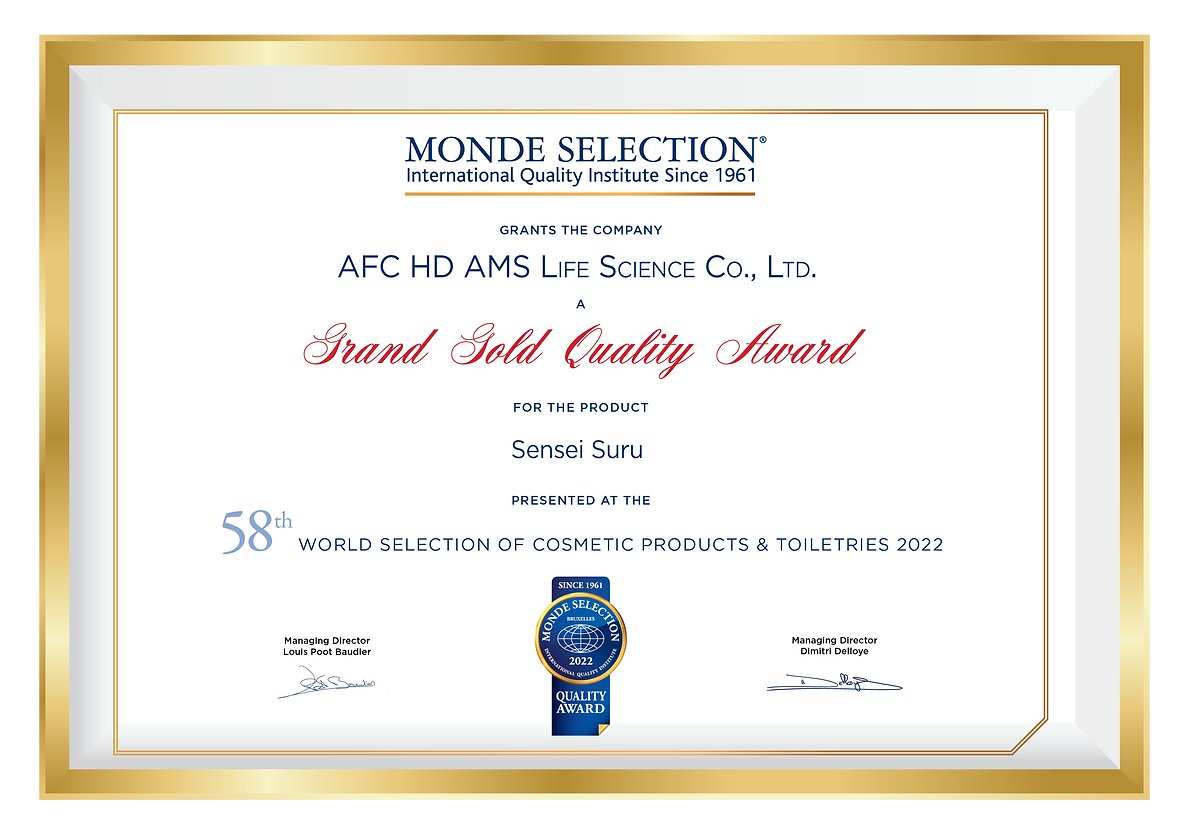 MONDE SELECTION®
International Quality Institute Since 1961
GRANTS THE COMPANY
AFC HD AMS LIFE SCIENCE CO., LTD.
A
Grand Gold Quality Award
FOR THE PRODUCT
Sensei Suru
PRESENTED AT THE
58th WORLD SELECTION OF COSMETIC PRODUCTS & TOILETRIES 2022
SINCE 1961
MONDE SELECTION
BRUXELLES
2022
INTERNATIONAL QUALITY INSTITUTE
QUALITY
AWARD
Managing Director
Louis Poot Baudier
Managing Director
Dimitri Delloye